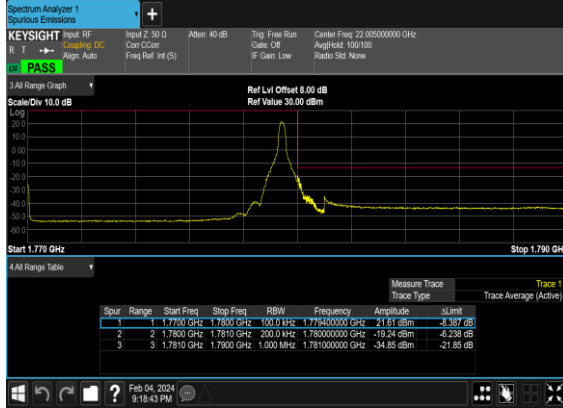 Spectrum Analyzer 1
Spurious Emissions
+
KEYSIGHT Input: RF Input Z: 50 Ω Atten: 40 dB Trig: Free Run Center Freq: 22.005000000 GHz
R T Coupling: DC Corr CCorr Gate: Off Avg|Hold: 100/100
Align: Auto Freq Ref: Int (S) IF Gain: Low Radio Std: None
PASS
3 All Range Graph Ref Lvl Offset 8.00 dB
Scale/Div 10.0 dB Ref Value 30.00 dBm
Log
20.0
10.0
0.00
-10.0
-20.0
-30.0
-40.0
-50.0
-60.0
Start 1.770 GHz Stop 1.790 GH
4 All Range Table
Measure Trace Trace 1
Trace Type Trace Average (Active)
Spur Range Start Freq Stop Freq RBW Frequency Amplitude ΔLimit
1 1 1.7700 GHz 1.7800 GHz 100.0 kHz 1.779400000 GHz 21.61 dBm -8.387 dB
2 2 1.7800 GHz 1.7810 GHz 200.0 kHz 1.780000000 GHz -19.24 dBm -6.238 dB
3 3 1.7810 GHz 1.7900 GHz 1.000 MHz 1.781000000 GHz -34.85 dBm -21.85 dB
? Feb 04, 2024
9:18:43 PM